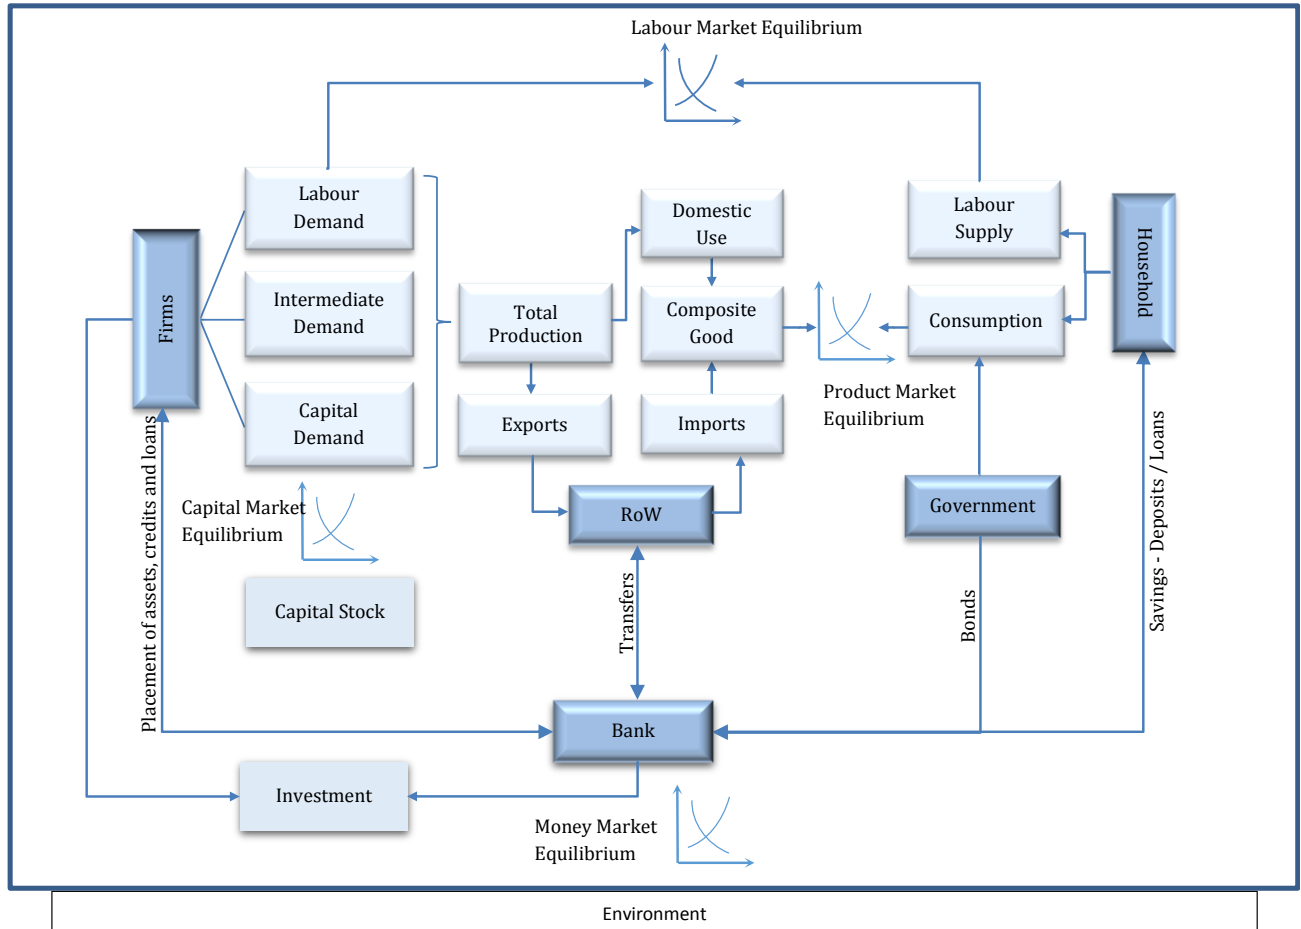 Labour Market Equilibrium
Labour
Demand
Intermediate
Demand
Capital
Demand
Firms
Total
Production
Domestic
Use
Composite
Good
Exports
Imports
RoW
Labour
Supply
Consumption
Household
Product Market
Equilibrium
Government
Capital Market
Equilibrium
Capital Stock
Placement of assets, credits and loans
Transfers
Bonds
Savings - Deposits / Loans
Bank
Investment
Money Market
Equilibrium
Environment